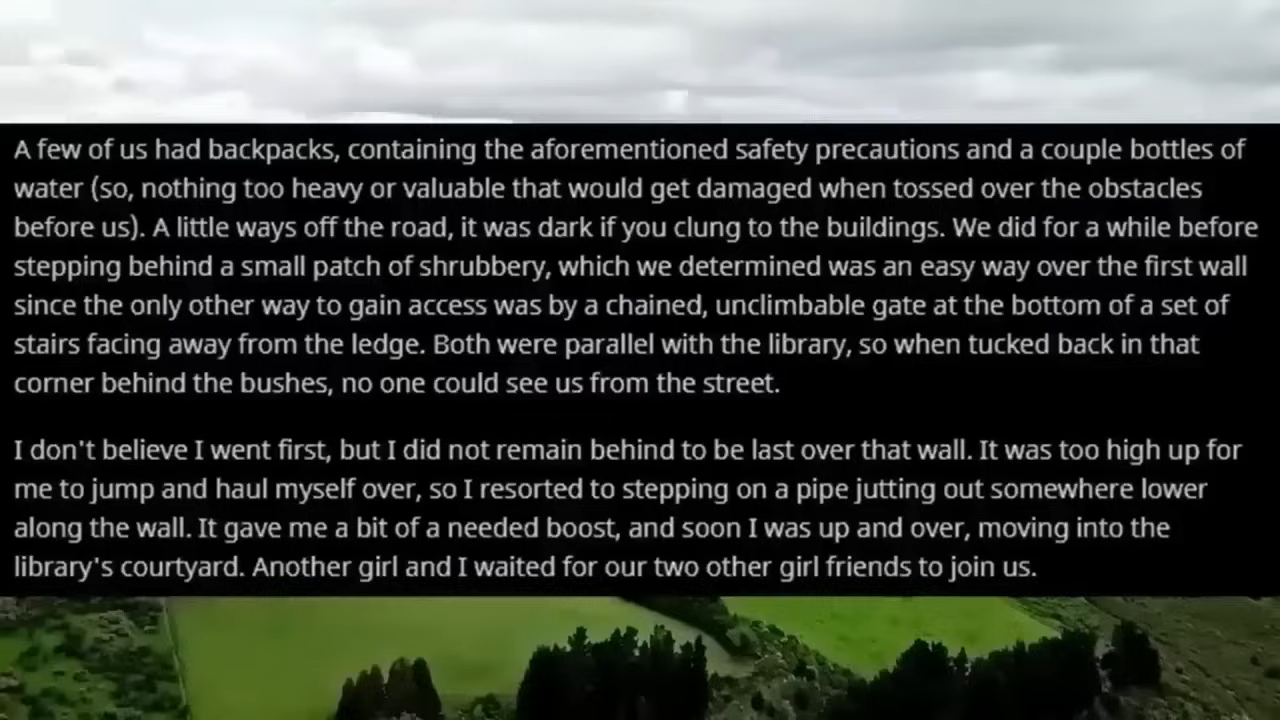 A few of us had backpacks, containing the aforementioned safety precautions and a couple bottles of
water (so, nothing too heavy or valuable that would get damaged when tossed over the obstacles
before us). A little ways off the road, it was dark if you clung to the buildings. We did for a while before
stepping behind a small patch of shrubbery, which we determined was an easy way over the first wall
since the only other way to gain access was by a chained, unclimbable gate at the bottom of a set of
stairs facing away from the ledge. Both were parallel with the library, so when tucked back in that
corner behind the bushes, no one could see us from the street.
I don't believe I went first, but I did not remain behind to be last over that wall. It was too high up for
me to jump and haul myself over, so I resorted to stepping on a pipe jutting out somewhere lower
along the wall. It gave me a bit of a needed boost, and soon I was up and over, moving into the
library's courtyard. Another girl and I waited for our two other girl friends to join us.